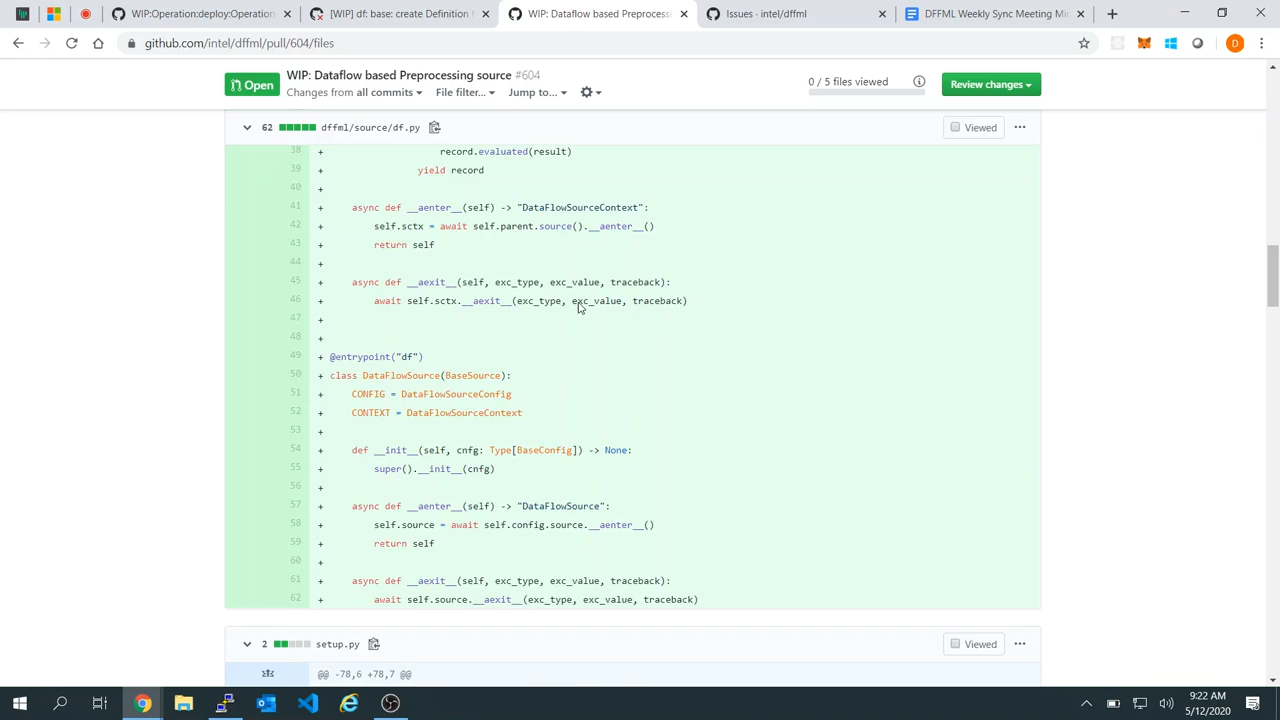 WIP:Operation:deploy:Operation
[WIP] df: base: create Definition
WIP: Dataflow based Preprocessi
Issues · intel/dffml
DFFML Weekly Sync Meeting Mi
github.com/intel/dffml/pull/604/files
D
Open
WIP: Dataflow based Preprocessing source #604
Changes from all commits
File filter...
Jump to...
0 / 5 files viewed
Review changes
62 dffml/source/df.py
Viewed
38 + record.evaluated(result)
39 + yield record
40 +
41 + async def __aenter__(self) -> "DataFlowSourceContext":
42 + self.sctx = await self.parent.source().__aenter__()
43 + return self
44 +
45 + async def __aexit__(self, exc_type, exc_value, traceback):
46 + await self.sctx.__aexit__(exc_type, exc_value, traceback)
47 +
48 +
49 + @entrypoint("df")
50 + class DataFlowSource(BaseSource):
51 + CONFIG = DataFlowSourceConfig
52 + CONTEXT = DataFlowSourceContext
53 +
54 + def __init__(self, cnfg: Type[BaseConfig]) -> None:
55 + super().__init__(cnfg)
56 +
57 + async def __aenter__(self) -> "DataFlowSource":
58 + self.source = await self.config.source.__aenter__()
59 + return self
60 +
61 + async def __aexit__(self, exc_type, exc_value, traceback):
62 + await self.source.__aexit__(exc_type, exc_value, traceback)
2 setup.py
Viewed
@@ -78,6 +78,7 @@
9:22 AM
5/12/2020